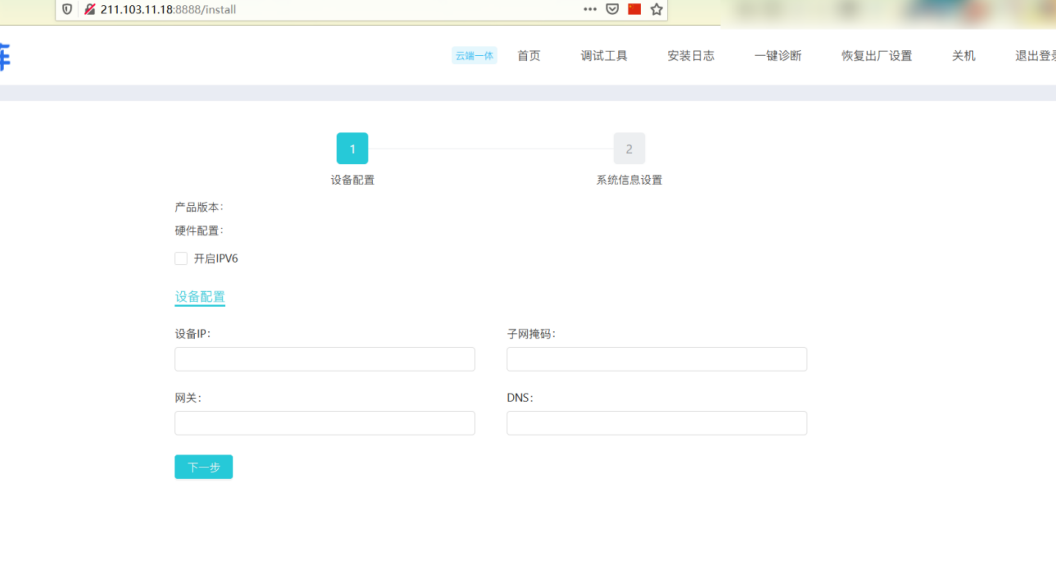 211.103.11.18:8888/install
云端一体 首页 调试工具 安装日志 一键诊断 恢复出厂设置 关机 退出登录
1 2
设备配置 系统信息设置
产品版本:
硬件配置:
开启IPV6
设备配置
设备IP: 子网掩码:
网关: DNS:
下一步